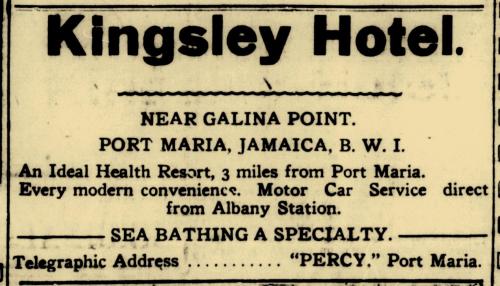 Kingsley Hotel.
NEAR GALINA POINT.
PORT MARIA, JAMAICA, B. W. I.
An Ideal Health Resort, 3 miles from Port Maria.
Every modern convenience. Motor Car Service direct
from Albany Station.
SEA BATHING A SPECIALTY.
Telegraphic Address .......... "PERCY," Port Maria.